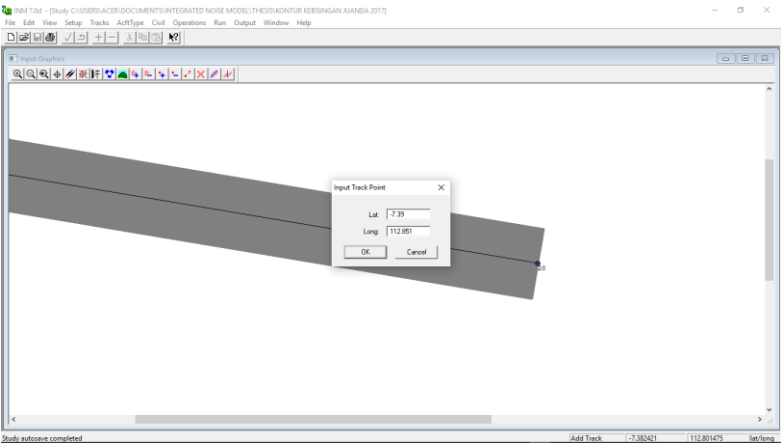 INM 7.0d - [Study C:\USERS\ACER\DOCUMENTS\INTEGRATED NOISE MODEL\THESIS\KONTUR KEBISINGAN JUANDA 2017]
File Edit View Setup Tracks AcftType Civil Operations Run Output Window Help
Input Graphics
Input Track Point
Lat: -7.39
Long: 112.851
OK Cancel
28
Study autosave completed Add Track -7.382421 112.801475 lat/long